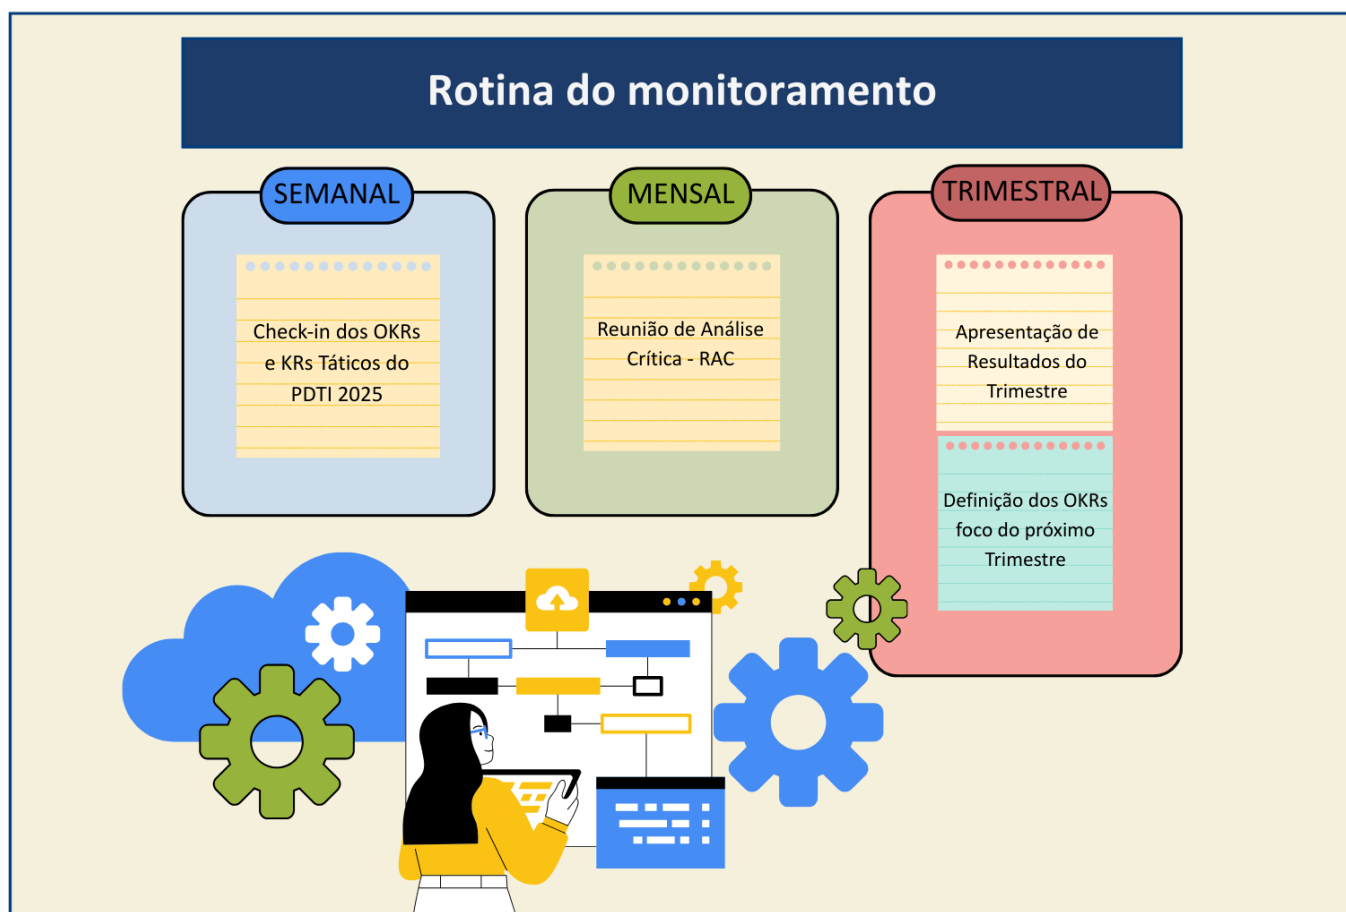 Rotina do monitoramento
SEMANAL
Check-in dos OKRs
e KRs Táticos do
PDTI 2025
MENSAL
Reunião de Análise
Crítica - RAC
TRIMESTRAL
Apresentação de
Resultados do
Trimestre
Definição dos OKRs
foco do próximo
Trimestre